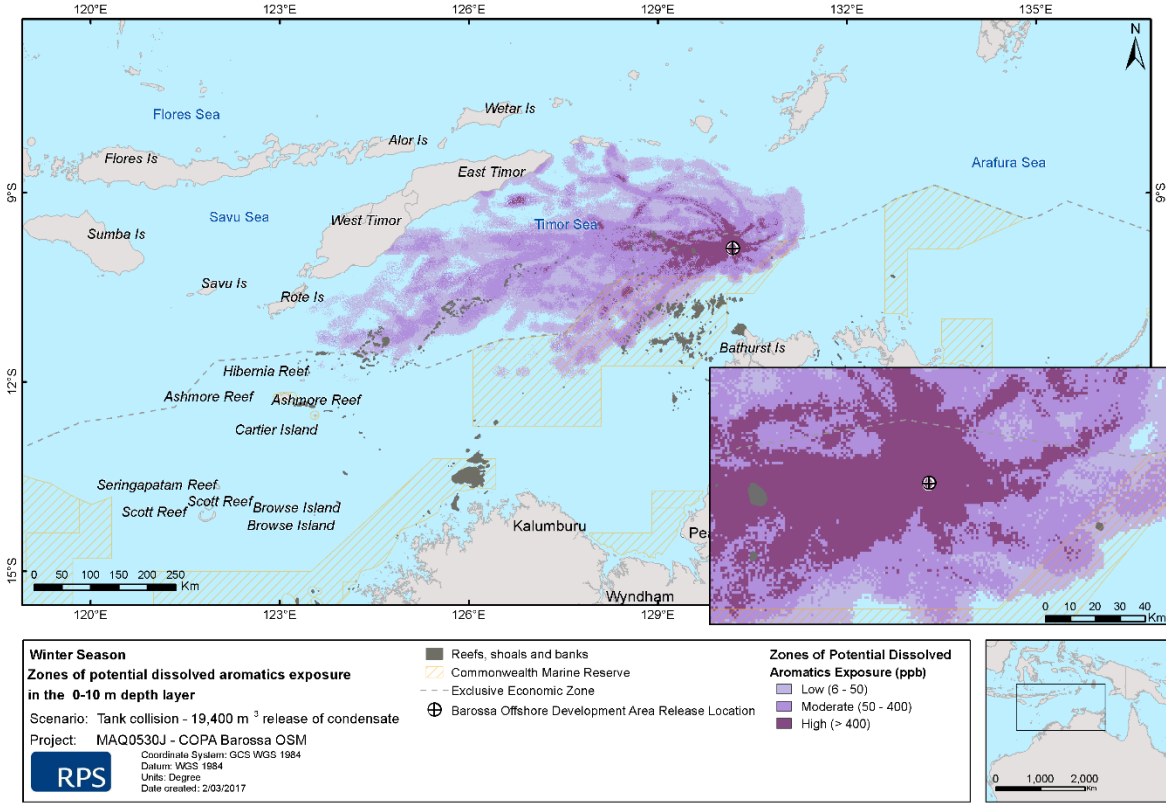 120°E
123°E
126°E
129°E
132°E
135°E
N
Flores Sea
Wetar Is
Alor Is
Flores Is
East Timor
Arafura Sea
9°S
9°S
Savu Sea
West Timor
Timor Sea
Sumba Is
Savu Is
Rote Is
Bathurst Is
Hibernia Reef
12°S
Ashmore Reef
Ashmore Reef
Cartier Island
Seringapatam Reef
Scott Reef
Browse Island
Scott Reef
Browse Island
Kalumburu
Pea
15°S
0 50 100 150 200 250
Km
Wyndham
0 10 20 30 40
Km
120°E
123°E
126°E
129°E
132°E
135°E
Winter Season
Zones of potential dissolved aromatics exposure
in the 0-10 m depth layer
Scenario: Tank collision - 19,400 m³ release of condensate
Project: MAQ0530J - COPA Barossa OSM
RPS
Coordinate System: GCS WGS 1984
Datum: WGS 1984
Units: Degree
Date created: 2/03/2017
Reefs, shoals and banks
Commonwealth Marine Reserve
Exclusive Economic Zone
Barossa Offshore Development Area Release Location
Zones of Potential Dissolved
Aromatics Exposure (ppb)
Low (6 - 50)
Moderate (50 - 400)
High (> 400)
0 1,000 2,000
Km